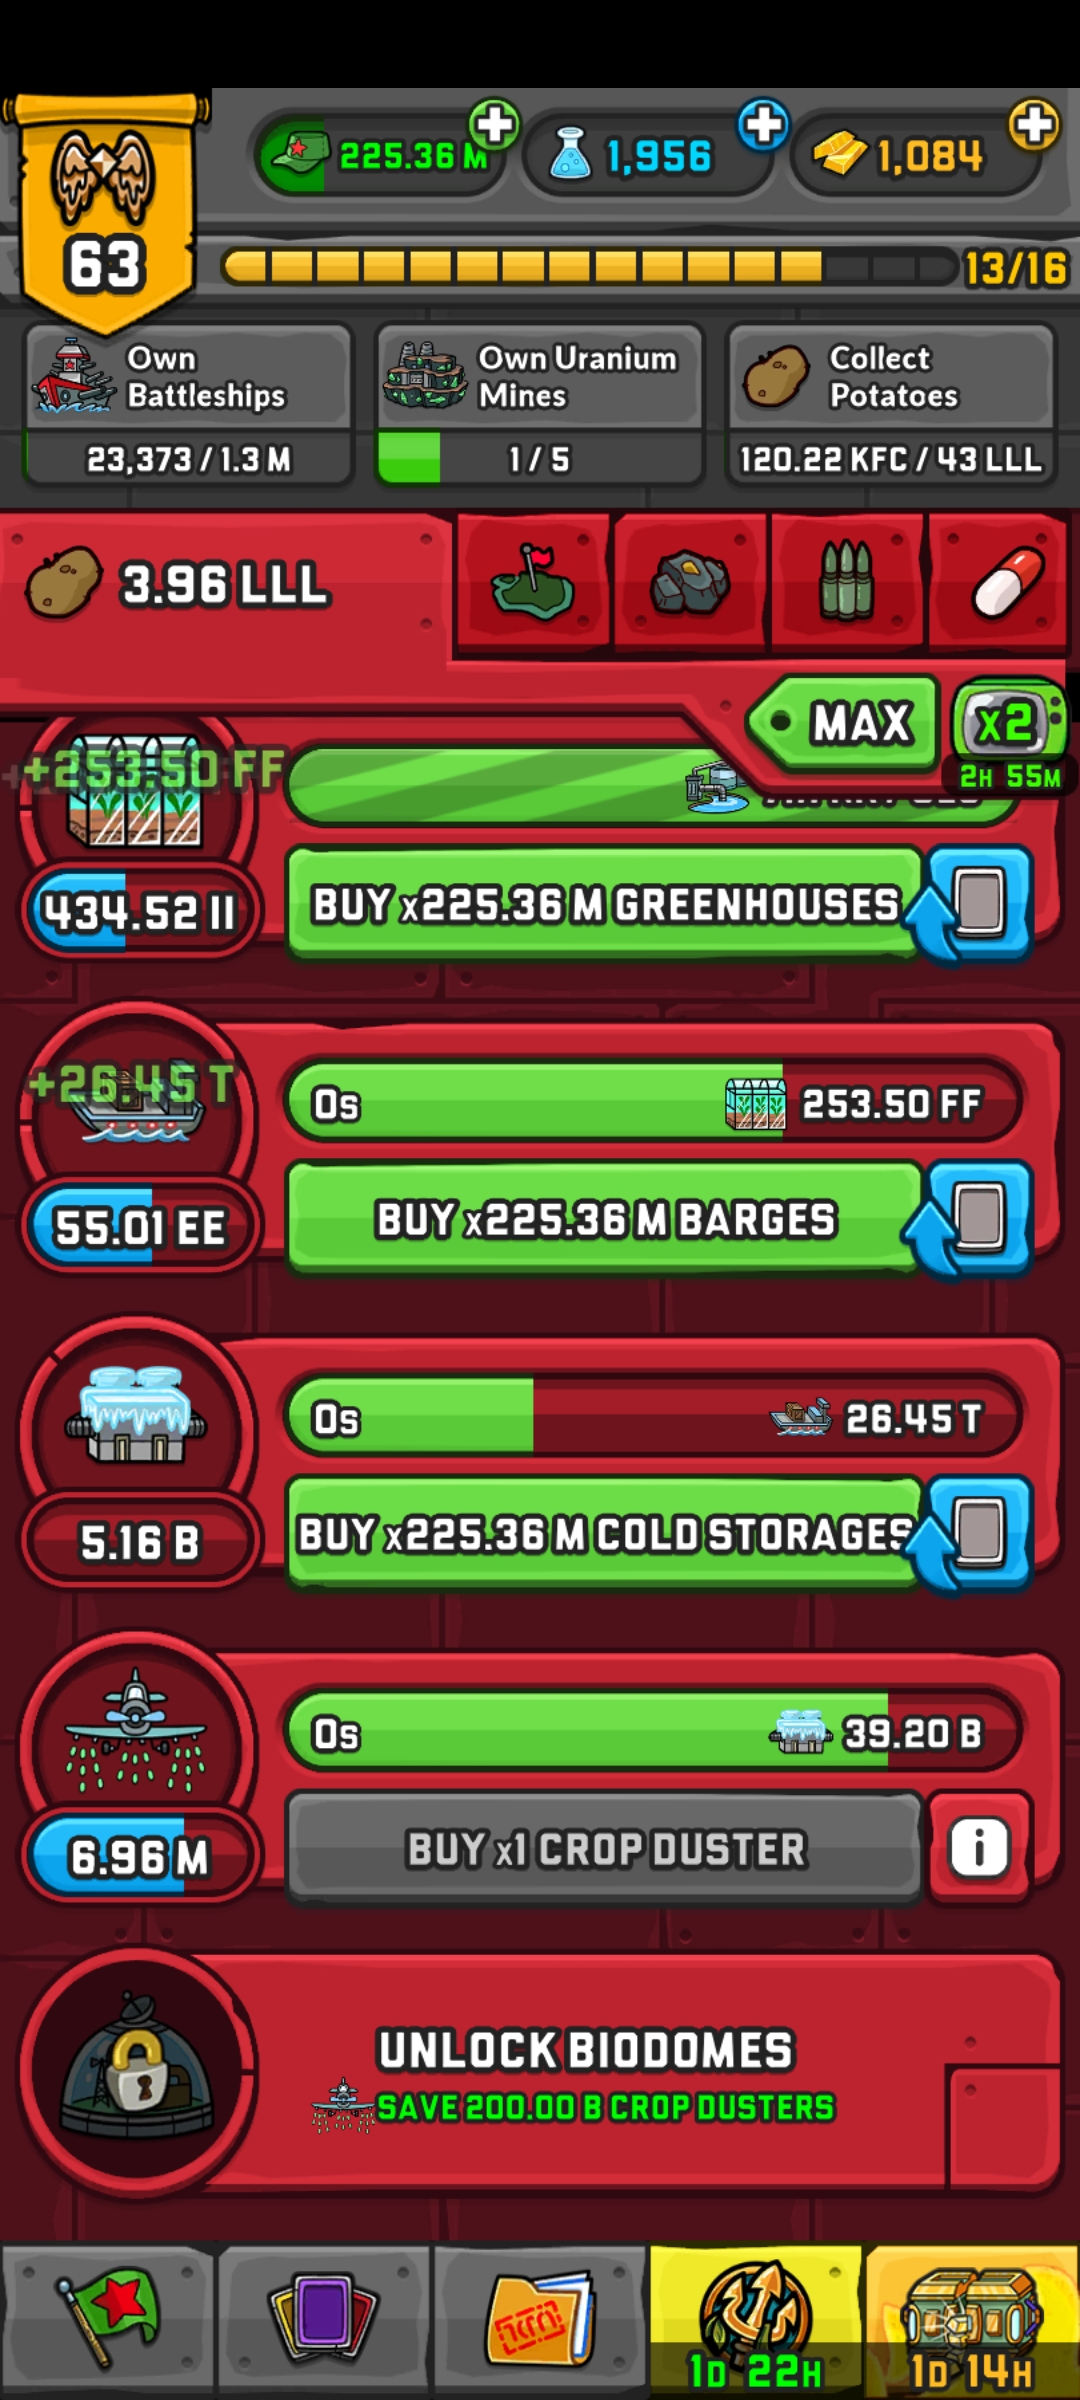 225.36 M
1,956
1,084
63
13/16
Own
Battleships
23,373 / 1.3 M
Own Uranium
Mines
1 / 5
Collect
Potatoes
120.22 KFC / 43 LLL
3.96 LLL
MAX
x2
2H 55M
+253.50 FF
434.52 II
BUY x225.36 M GREENHOUSES
+26.45 T
0s
253.50 FF
55.01 EE
BUY x225.36 M BARGES
0s
26.45 T
5.16 B
BUY x225.36 M COLD STORAGES
0s
39.20 B
6.96 M
BUY x1 CROP DUSTER
i
UNLOCK BIODOMES
SAVE 200.00 B CROP DUSTERS
1D 22H
1D 14H